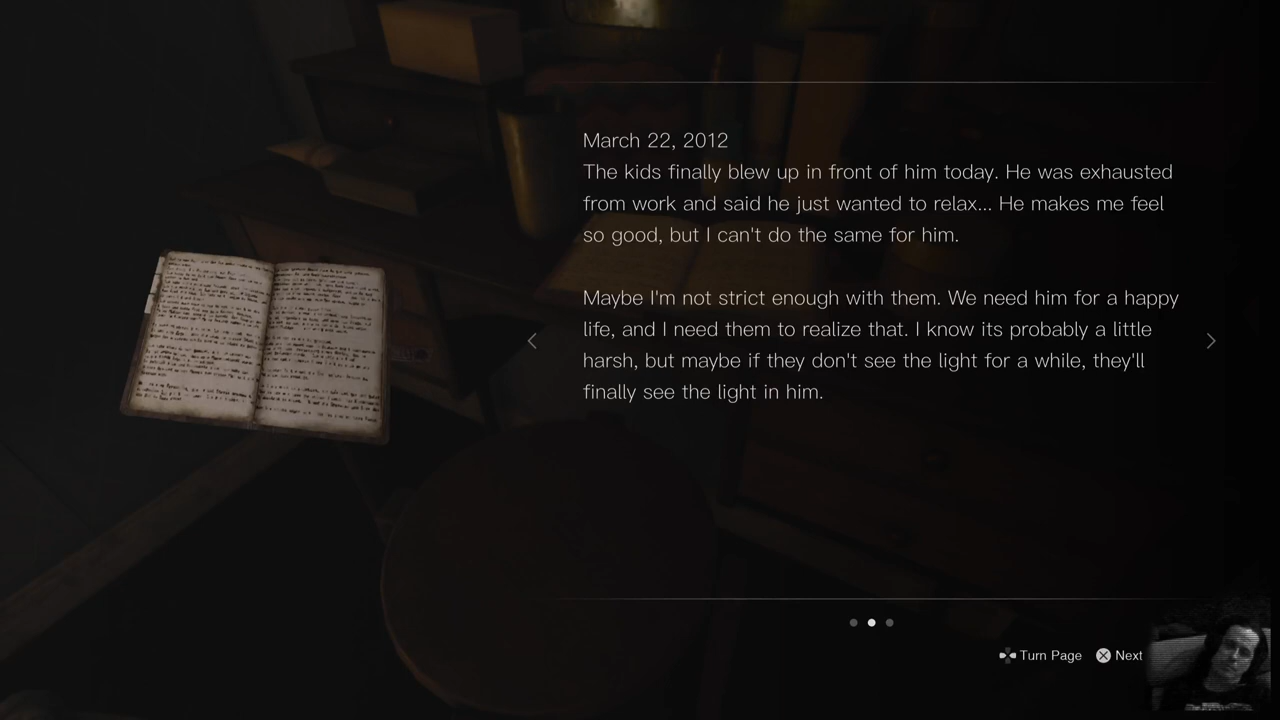 March 22, 2012
The kids finally blew up in front of him today. He was exhausted
from work and said he just wanted to relax... He makes me feel
so good, but I can't do the same for him.
Maybe I'm not strict enough with them. We need him for a happy
life, and I need them to realize that. I know its probably a little
harsh, but maybe if they don't see the light for a while, they'll
finally see the light in him.
Turn Page Next